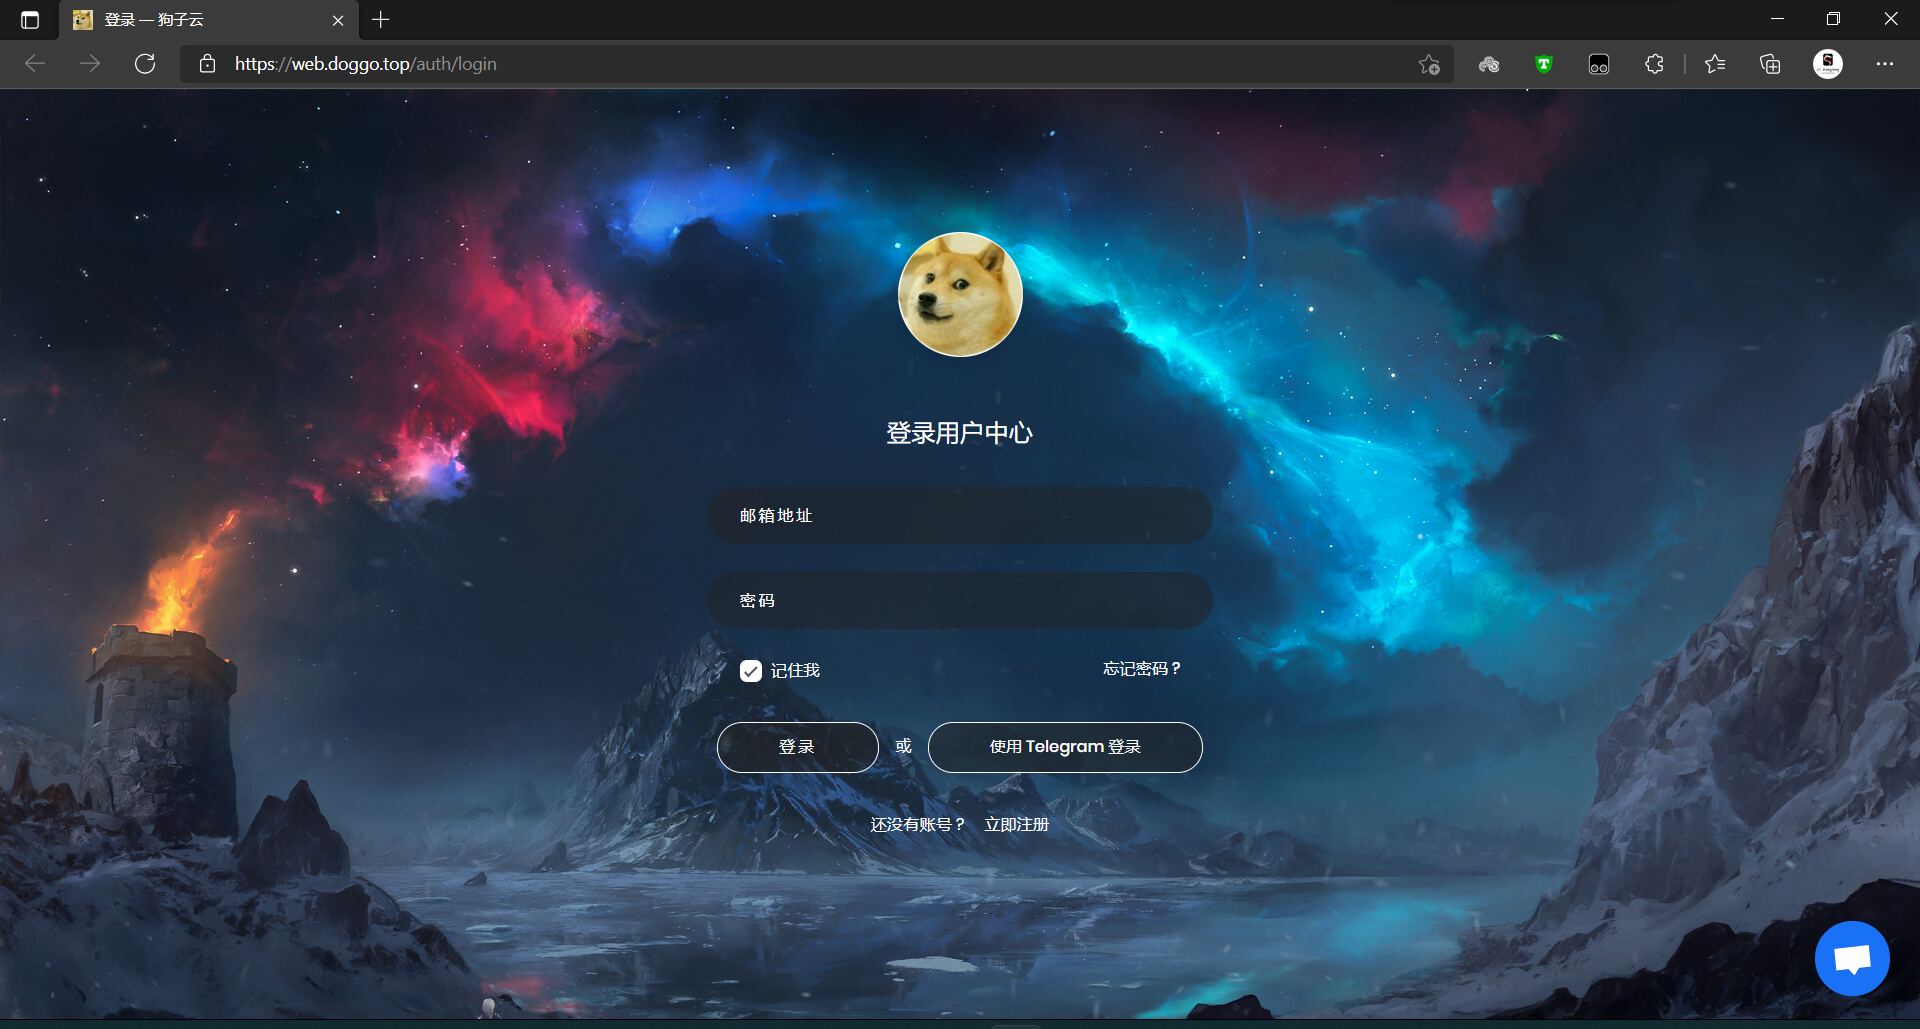 登录 — 狗子云
https://web.doggo.top/auth/login
登录用户中心
邮箱地址
密码
记住我 忘记密码？
登录 或 使用 Telegram 登录
还没有账号？ 立即注册